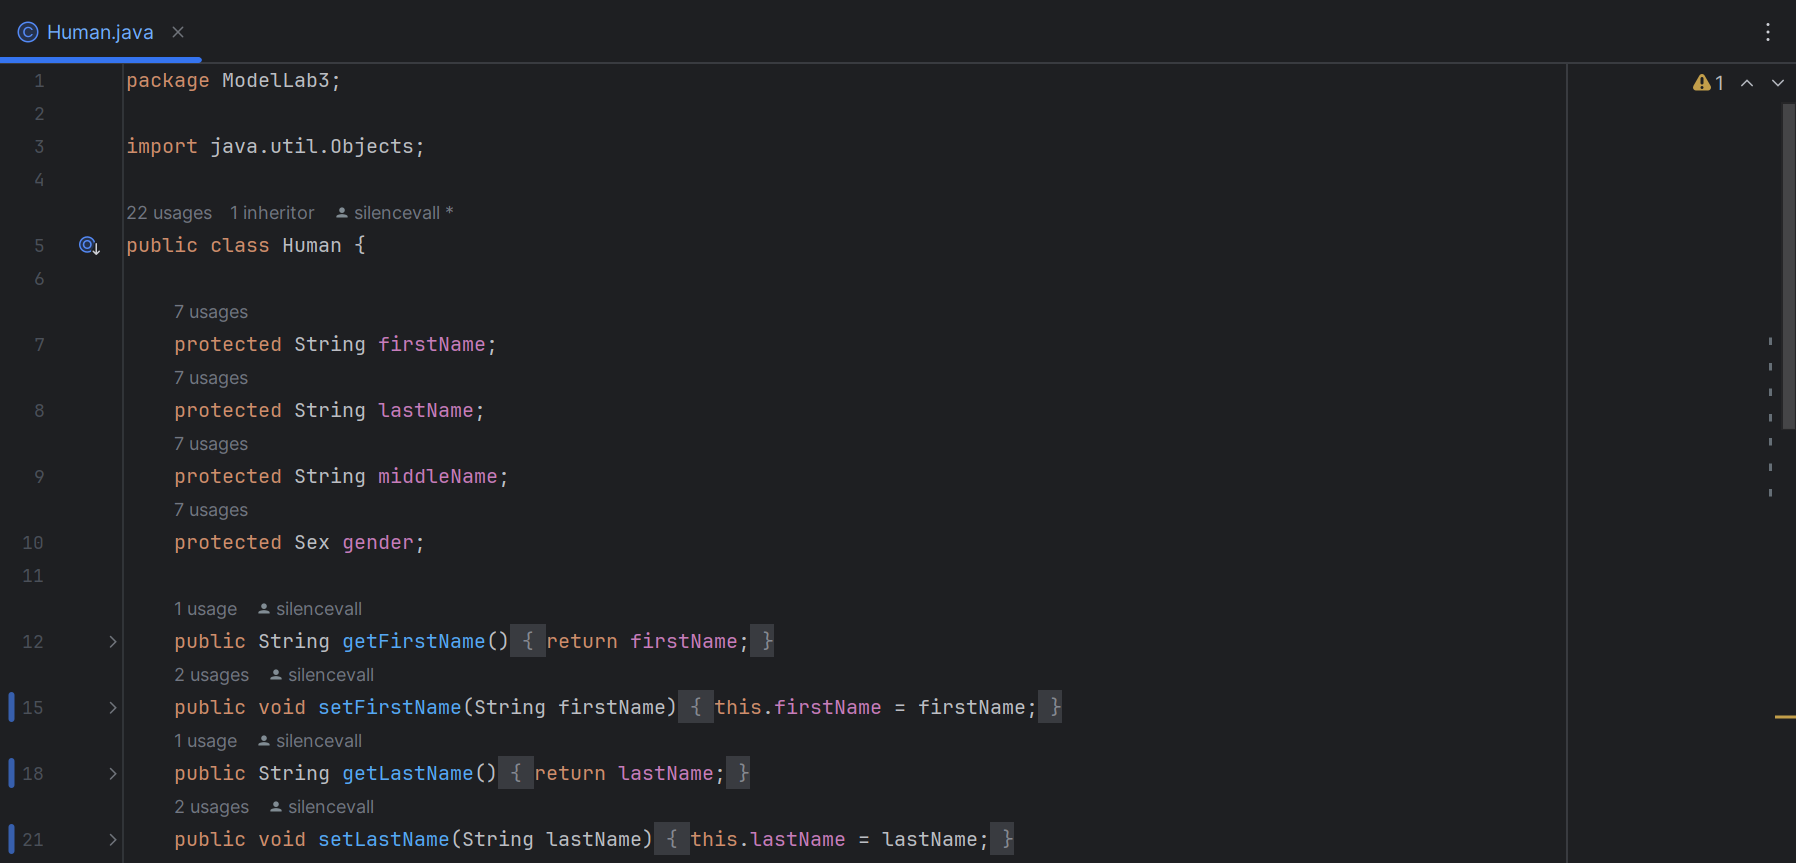 Human.java
1 package ModelLab3;
1
2
3 import java.util.Objects;
4
22 usages 1 inheritor silencevall *
5 public class Human {
6
7 usages
7 protected String firstName;
7 usages
8 protected String lastName;
7 usages
9 protected String middleName;
7 usages
10 protected Sex gender;
11
1 usage silencevall
12 public String getFirstName() { return firstName; }
2 usages silencevall
15 public void setFirstName(String firstName) { this.firstName = firstName; }
1 usage silencevall
18 public String getLastName() { return lastName; }
2 usages silencevall
21 public void setLastName(String lastName) { this.lastName = lastName; }